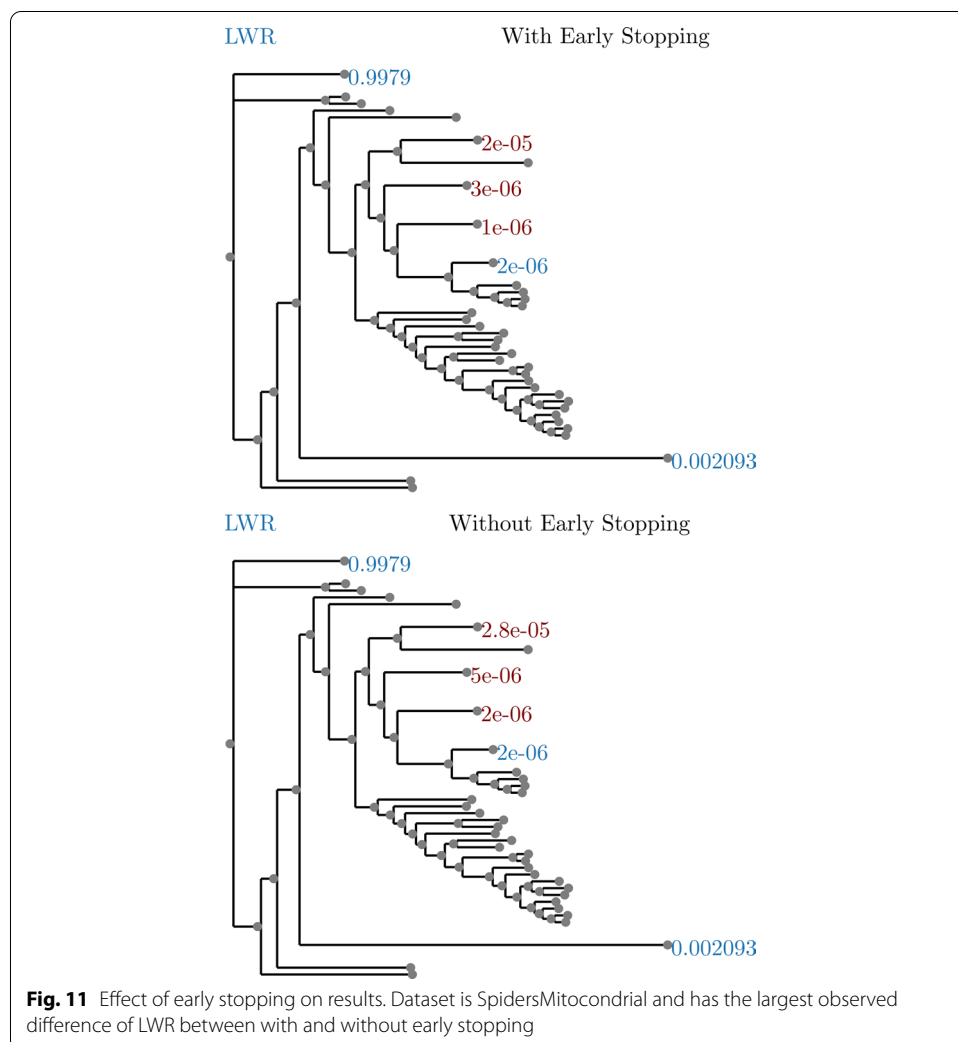 LWR With Early Stopping
0.9979
2e-05
3e-06
1e-06
2e-06
0.002093
LWR Without Early Stopping
0.9979
2.8e-05
5e-06
2e-06
2e-06
0.002093
Fig. 11 Effect of early stopping on results. Dataset is SpidersMitocondrial and has the largest observed
difference of LWR between with and without early stopping